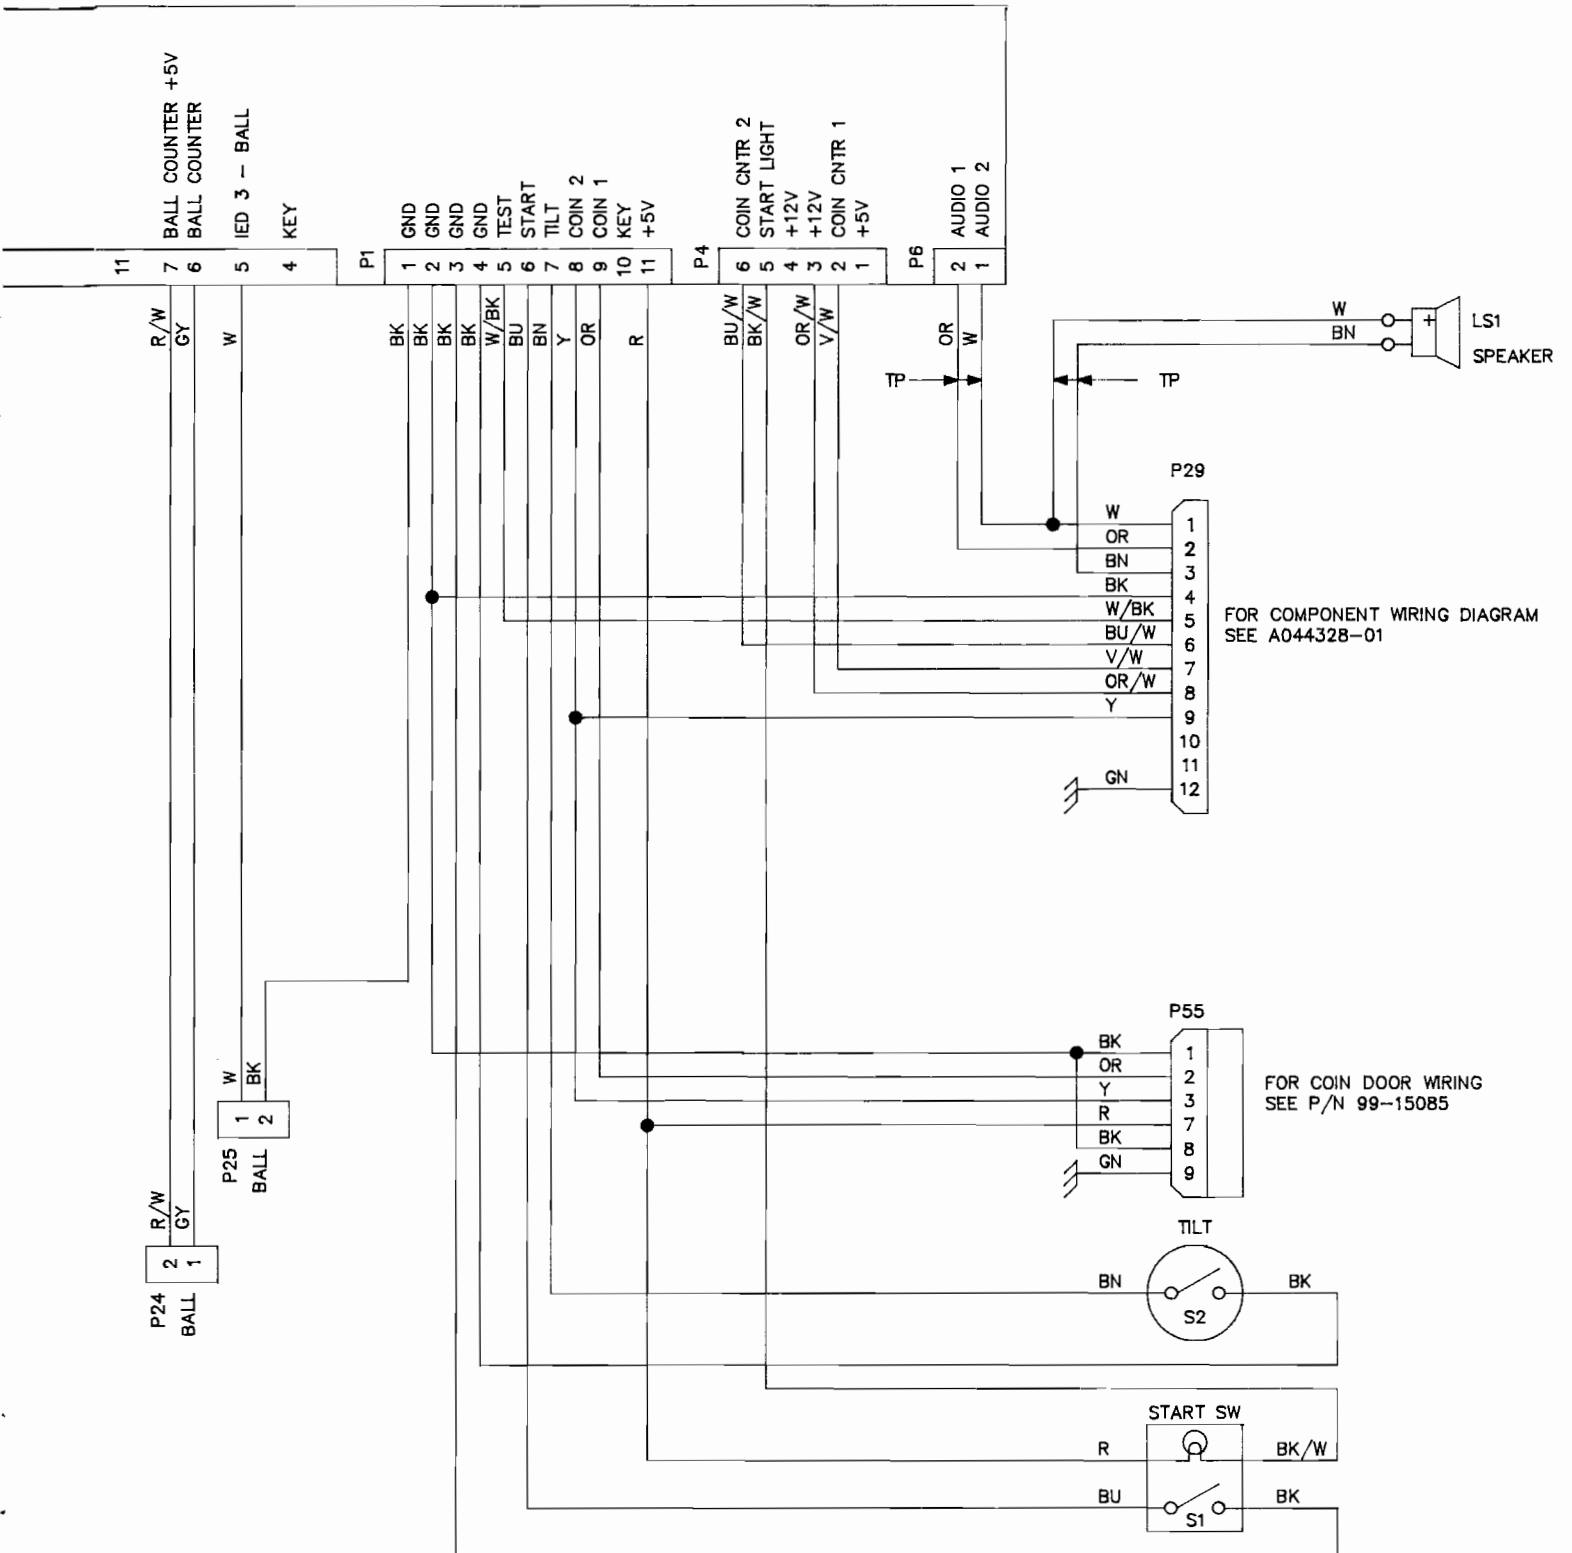 BALL COUNTER +5V
BALL COUNTER
IED 3 - BALL
KEY
11
7
6
5
4
R/W
GY
W
P1
GND
GND
GND
GND
TEST
START
TILT
COIN 2
COIN 1
KEY
+5V
1
2
3
4
5
6
7
8
9
10
11
BK
BK
BK
BK
W/BK
BU
BN
Y
OR
R
P4
COIN CNTR 2
START LIGHT
+12V
+12V
COIN CNTR 1
+5V
6
5
4
3
2
1
BU/W
BK/W
OR/W
V/W
P6
AUDIO 1
AUDIO 2
2
1
OR
W
TP
TP
W
BN
+
LS1
SPEAKER
P29
W
1
OR
2
BN
3
BK
4
W/BK
5
BU/W
6
V/W
7
OR/W
8
Y
9
10
11
GN
12
FOR COMPONENT WIRING DIAGRAM
SEE A044328-01
P55
BK
1
OR
2
Y
3
R
7
BK
8
GN
9
FOR COIN DOOR WIRING
SEE P/N 99-15085
W
BK
1
2
P25
BALL
R/W
GY
2
1
P24
BALL
TILT
BN
S2
BK
START SW
R
BK/W
BU
S1
BK